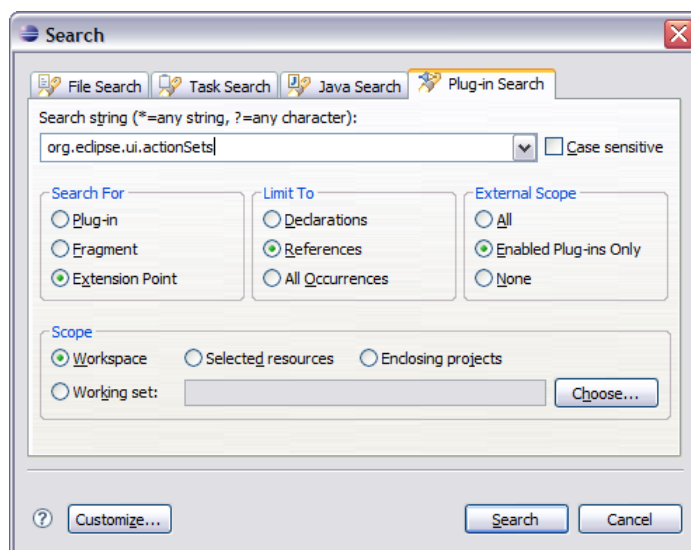 Search
File Search Task Search Java Search Plug-in Search
Search string (*=any string, ?=any character):
org.eclipse.ui.actionSets Case sensitive
Search For Limit To External Scope
Plug-in Declarations All
Fragment References Enabled Plug-ins Only
Extension Point All Occurrences None
Scope
Workspace Selected resources Enclosing projects
Working set: Choose...
? Customize... Search Cancel